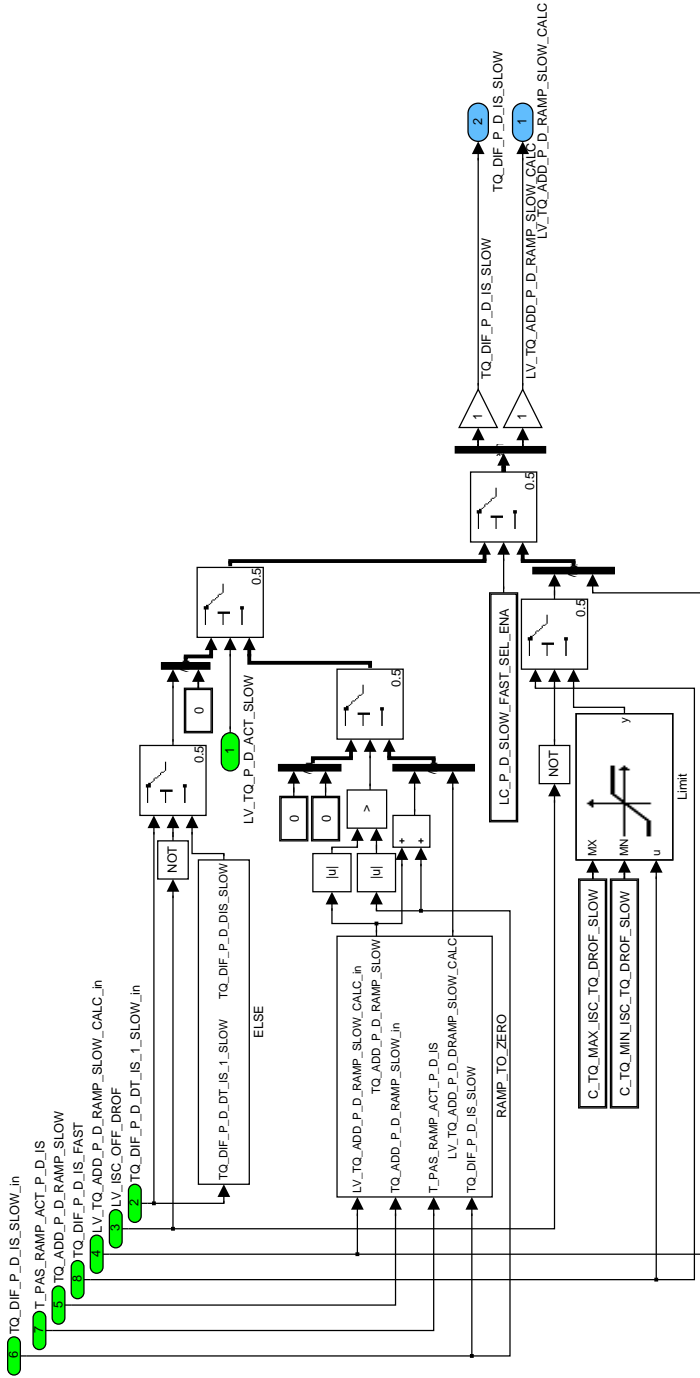 6
TQ_DIF_P_D_IS_SLOW_in
7
T_PAS_RAMP_ACT_P_D_IS
5
TQ_ADD_P_D_RAMP_SLOW
8
TQ_DIF_P_D_IS_FAST
4
LV_TQ_ADD_P_D_RAMP_SLOW_CALC_in
3
LV_ISC_OFF_DROF
2
TQ_DIF_P_D_DT_IS_1_SLOW_in
TQ_DIF_P_D_DT_IS_1_SLOW
TQ_DIF_P_D_DIS_SLOW
ELSE
NOT
0.5
0
1
LV_TQ_P_D_ACT_SLOW
0.5
LV_TQ_ADD_P_D_RAMP_SLOW_CALC_in
TQ_ADD_P_D_RAMP_SLOW
TQ_ADD_P_D_RAMP_SLOW_in
T_PAS_RAMP_ACT_P_D_IS
LV_TQ_ADD_P_D_DRAMP_SLOW_CALC
TQ_DIF_P_D_IS_SLOW
RAMP_TO_ZERO
|u|
|u|
>
+
+
0
0
0.5
LC_P_D_SLOW_FAST_SEL_ENA
NOT
0.5
C_TQ_MAX_ISC_TQ_DROF_SLOW
C_TQ_MIN_ISC_TQ_DROF_SLOW
MX
MN
u
y
Limit
0.5
1
1
TQ_DIF_P_D_IS_SLOW
LV_TQ_ADD_P_D_RAMP_SLOW_CALC
2
TQ_DIF_P_D_IS_SLOW
1
LV_TQ_ADD_P_D_RAMP_SLOW_CALC